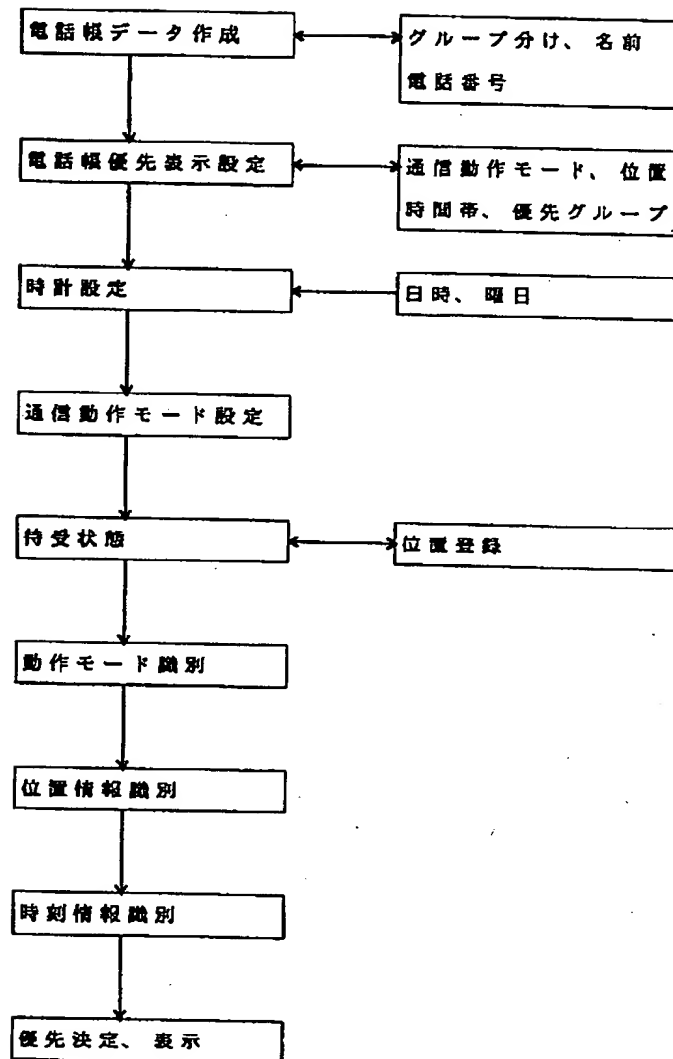 電話帳データ作成
グループ分け、名前
電話番号
電話帳優先表示設定
通信動作モード、位置
時間帯、優先グループ
時計設定
日時、曜日
通信動作モード設定
待受状態
位置登録
動作モード識別
位置情報識別
時刻情報識別
優先決定、表示